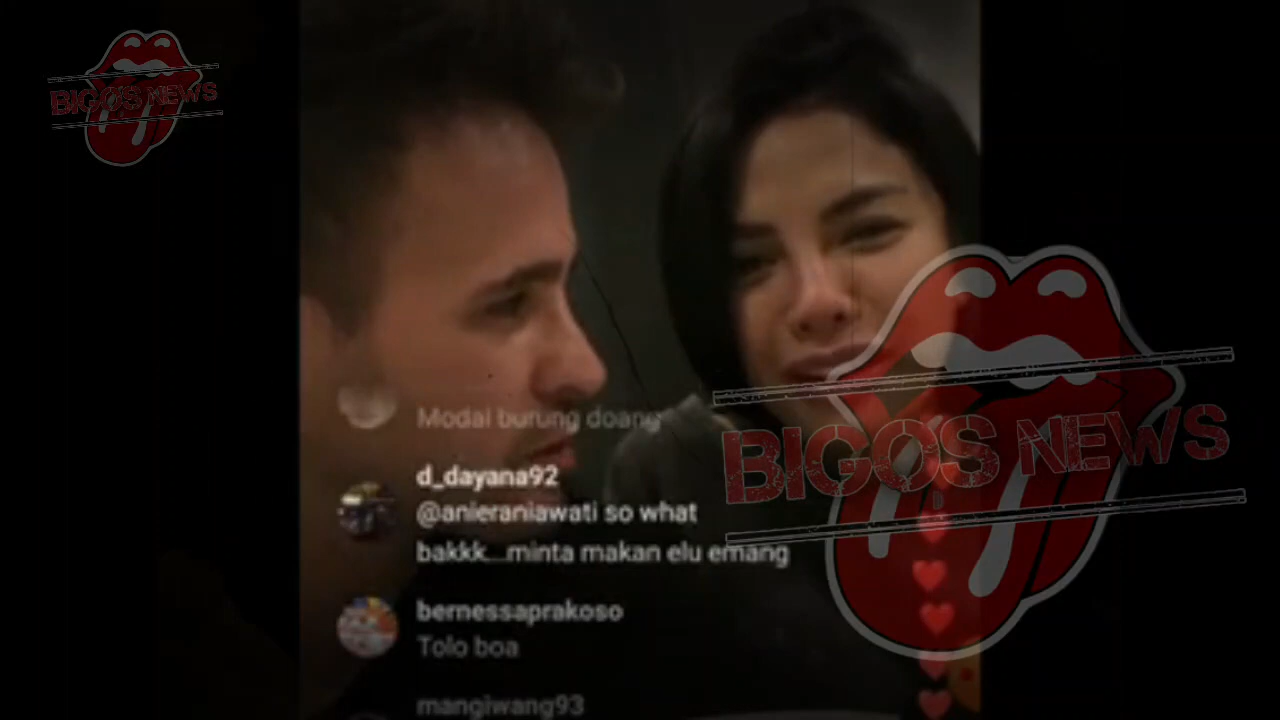 BIGOS NEWS
Modal burung doang
d_dayana92
@anieraniawati so what
bakkk...minta makan elu emang
BIGOS NEWS
bernessaprakoso
Tolo boa
mangiwang93